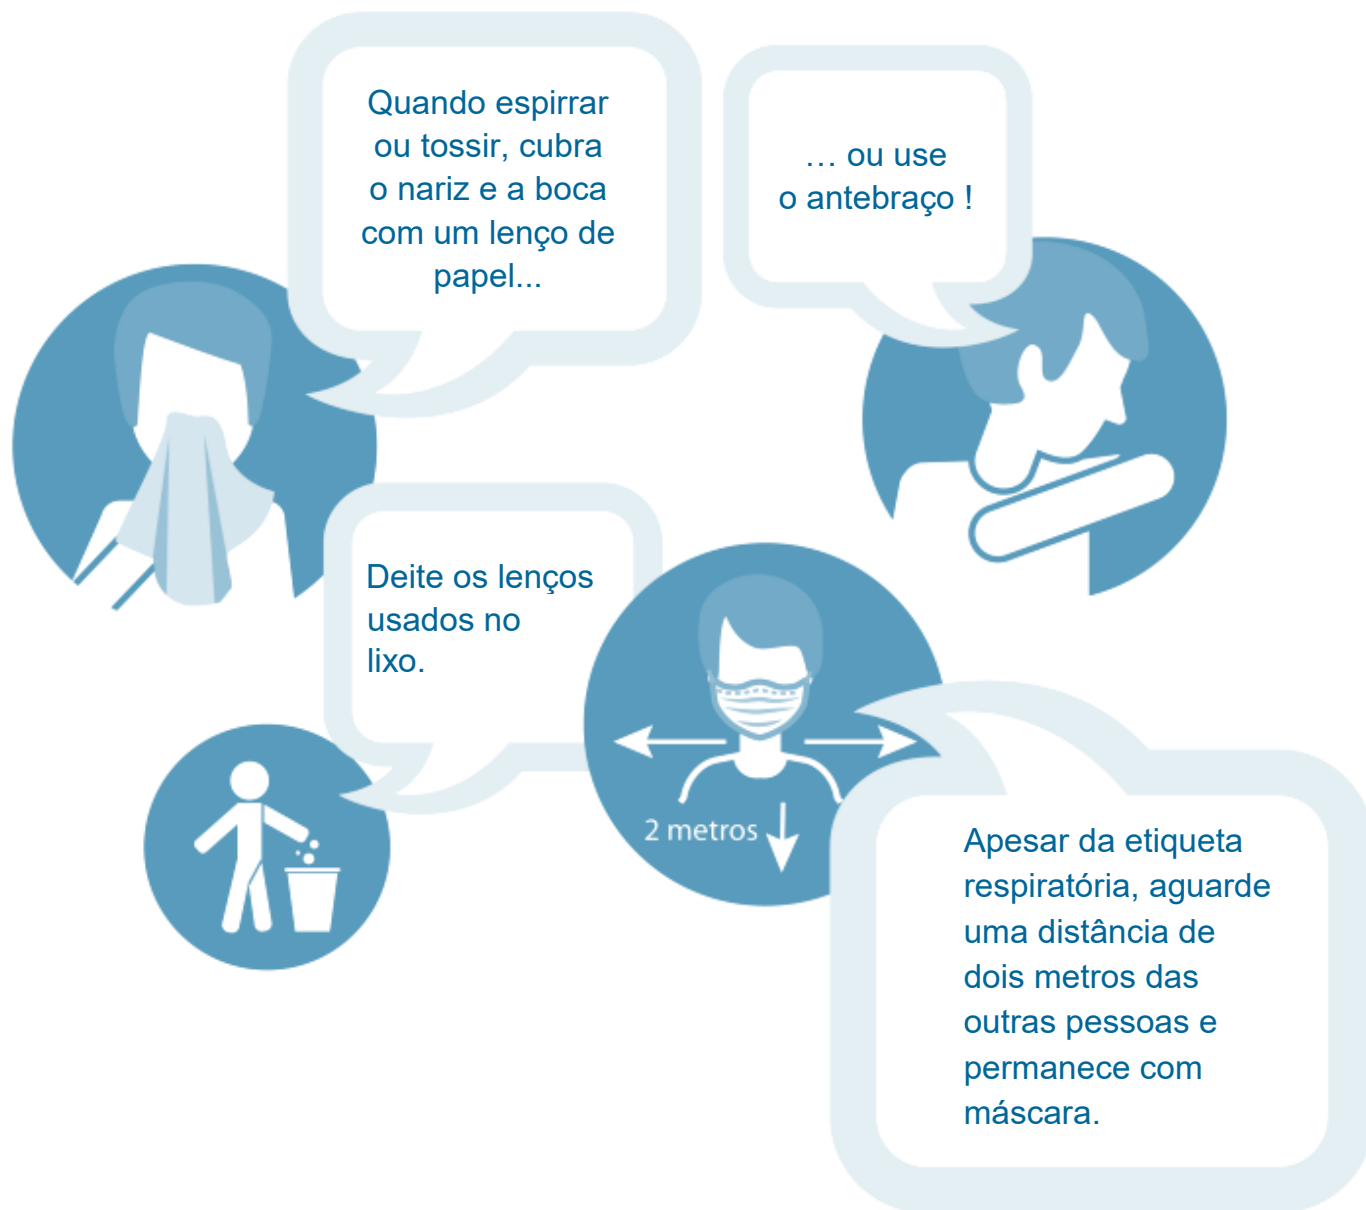 Quando espirrar
ou tossir, cubra
o nariz e a boca
com um lenço de
papel...
… ou use
o antebraço !
Deite os lenços
usados no
lixo.
2 metros
Apesar da etiqueta
respiratória, aguarde
uma distância de
dois metros das
outras pessoas e
permanece com
máscara.